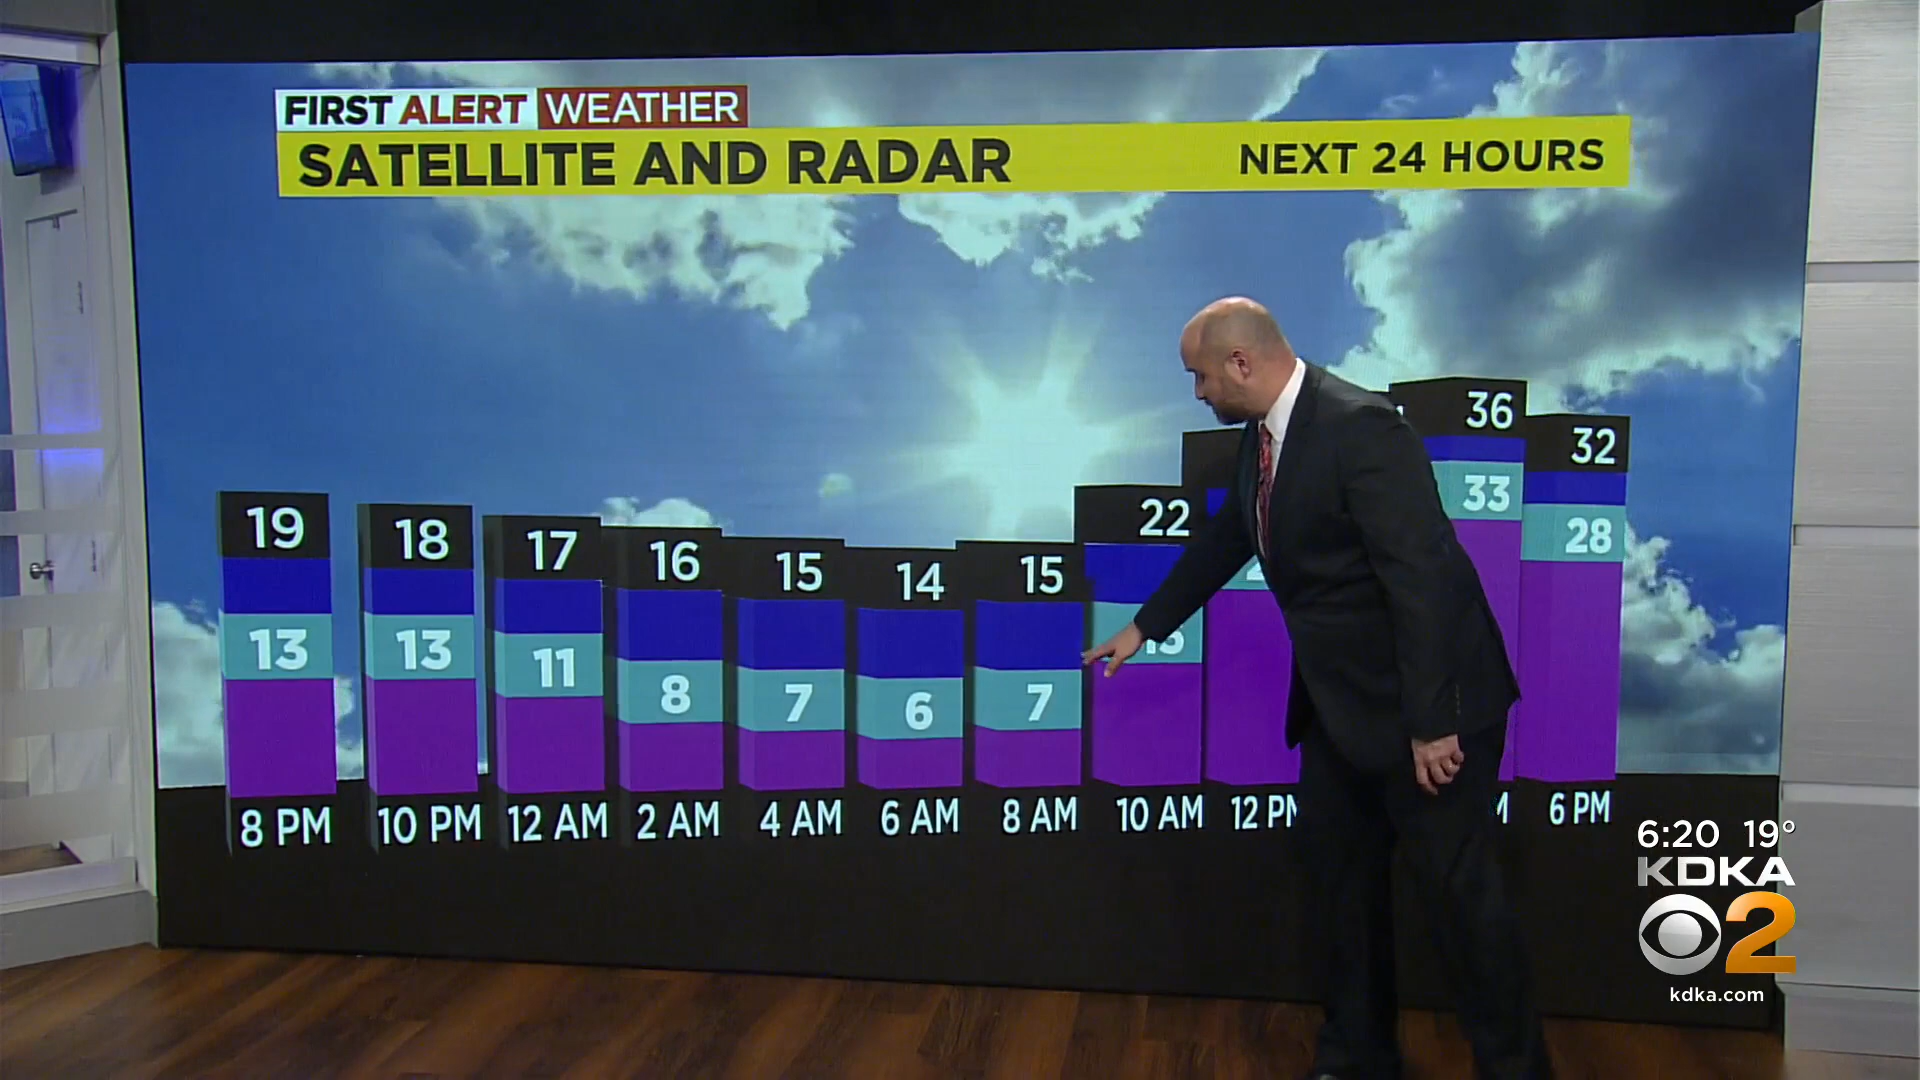 FIRST ALERT WEATHER
SATELLITE AND RADAR NEXT 24 HOURS
19 18 17 16 15 14 15 22 36 32
13 13 11 8 7 6 7 33 28
8 PM 10 PM 12 AM 2 AM 4 AM 6 AM 8 AM 10 AM 12 6 PM
6:20 19°
KDKA
2
kdka.com